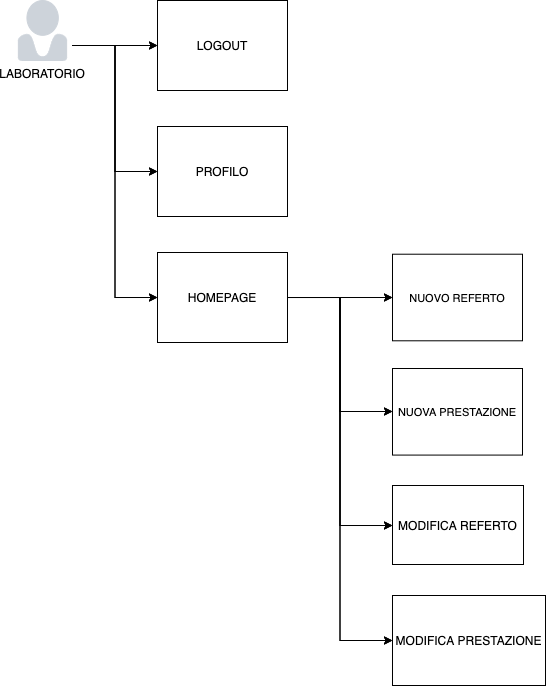 LOGOUT
LABORATORIO
PROFILO
HOMEPAGE
NUOVO REFERTO
NUOVA PRESTAZIONE
MODIFICA REFERTO
MODIFICA PRESTAZIONE